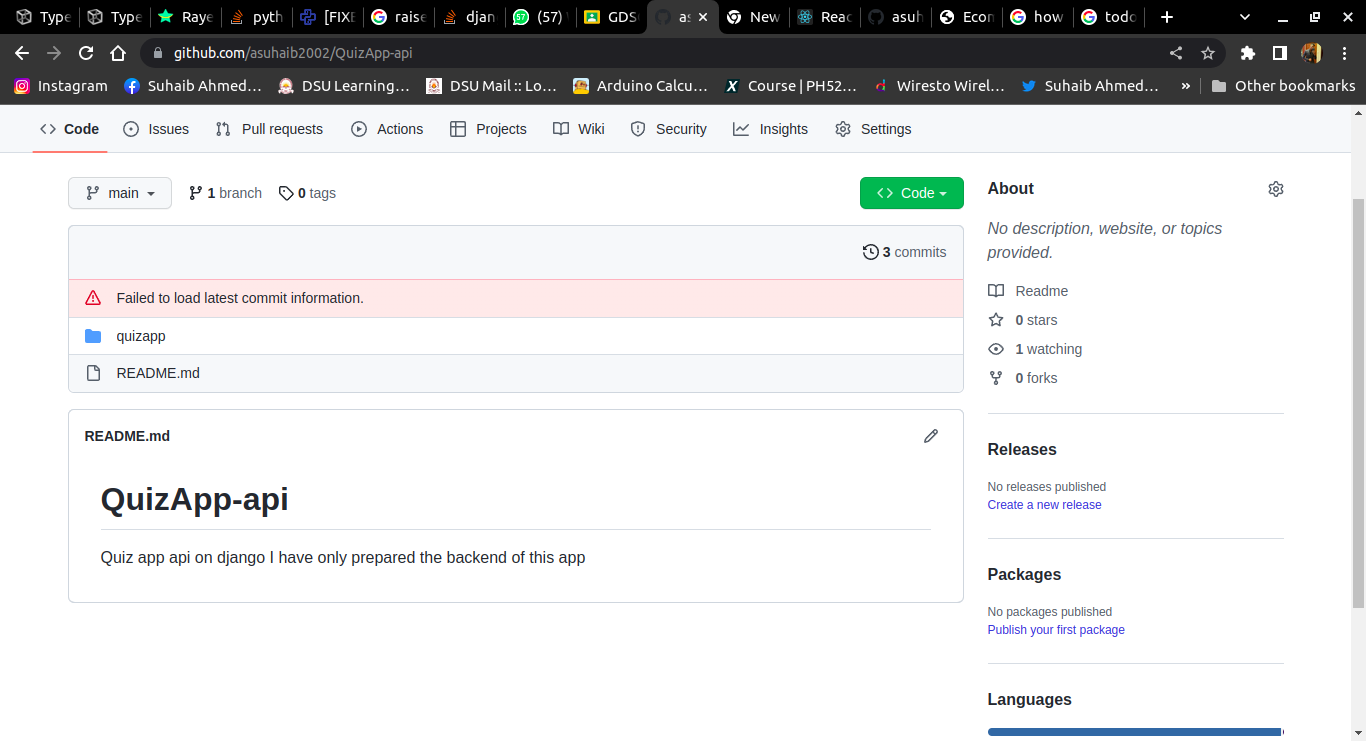 Type
Type
Raye
pyth
[FIXE
raise
djan
(57)
GDS
as
New
Reac
asuh
Econ
how
todo
github.com/asuhaib2002/QuizApp-api
Instagram Suhaib Ahmed... DSU Learning... DSU Mail :: Lo... Arduino Calcu... Course | PH52... Wiresto Wirel... Suhaib Ahmed... » Other bookmarks
Code Issues Pull requests Actions Projects Wiki Security Insights Settings
main 1 branch 0 tags Code
3 commits
Failed to load latest commit information.
quizapp
README.md
README.md
QuizApp-api
Quiz app api on django I have only prepared the backend of this app
About
No description, website, or topics
provided.
Readme
0 stars
1 watching
0 forks
Releases
No releases published
Create a new release
Packages
No packages published
Publish your first package
Languages